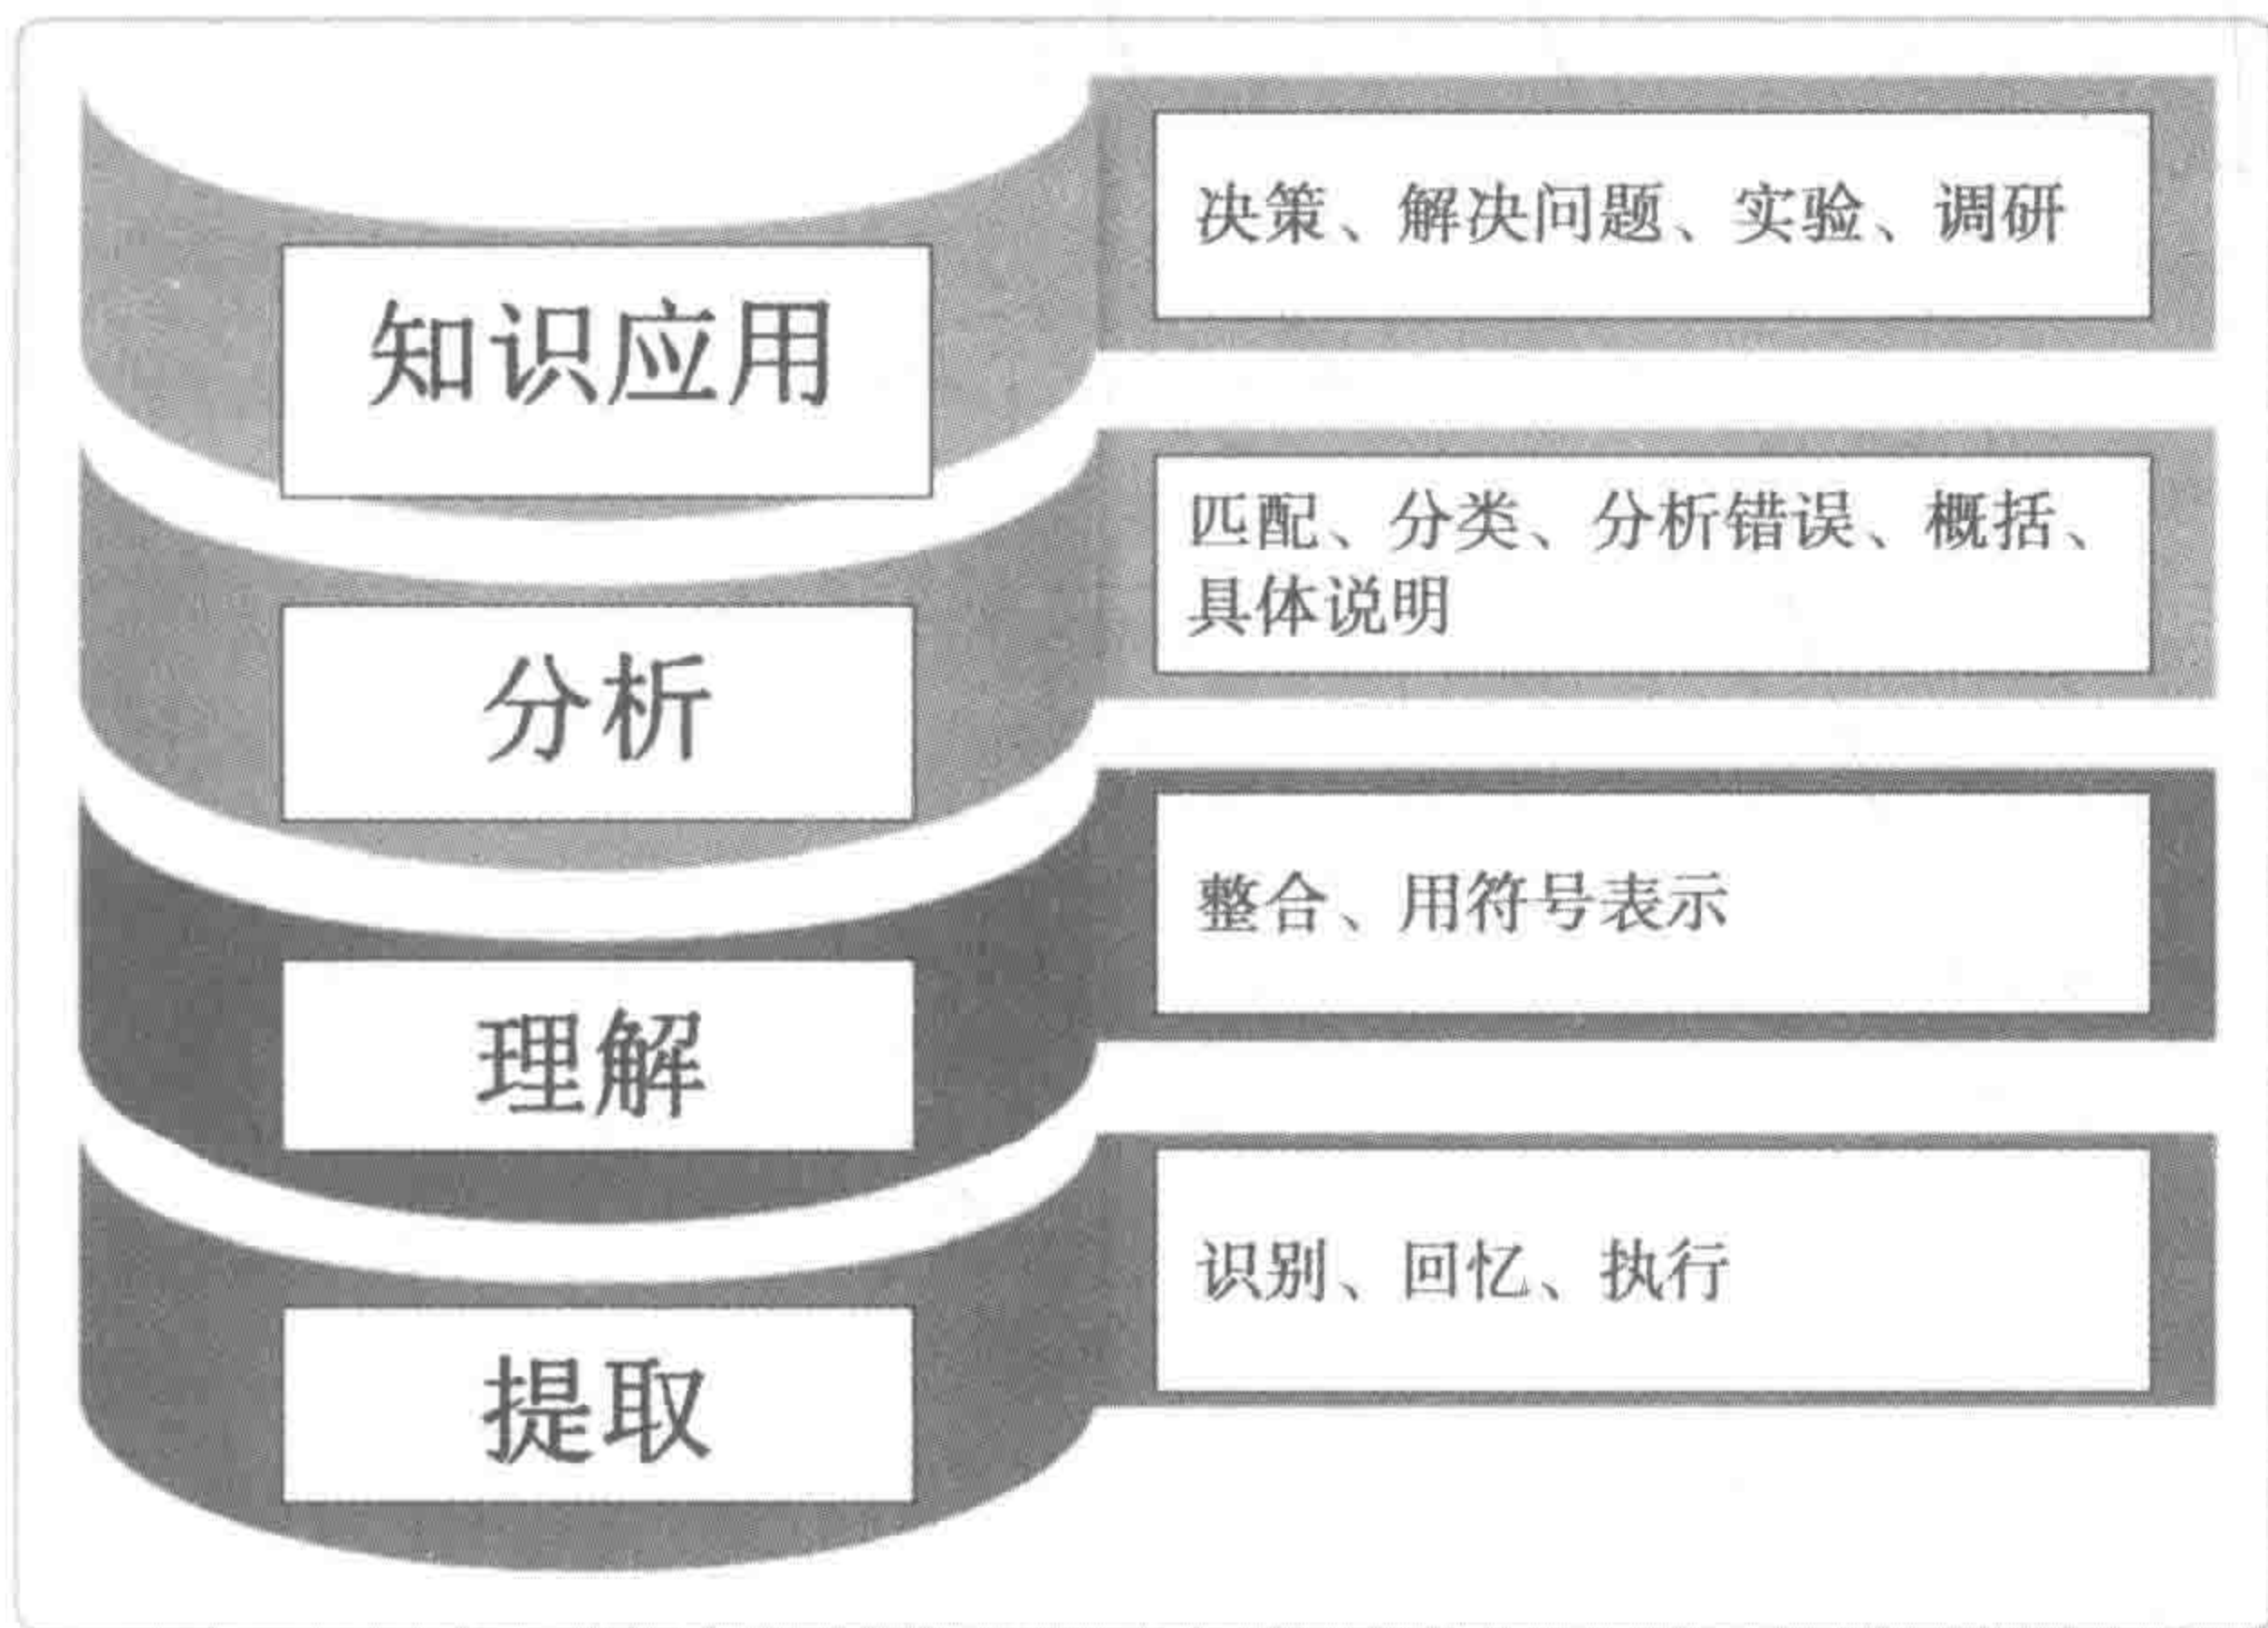 知识应用
决策、解决问题、实验、调研
分析
匹配、分类、分析错误、概括、
具体说明
理解
整合、用符号表示
提取
识别、回忆、执行